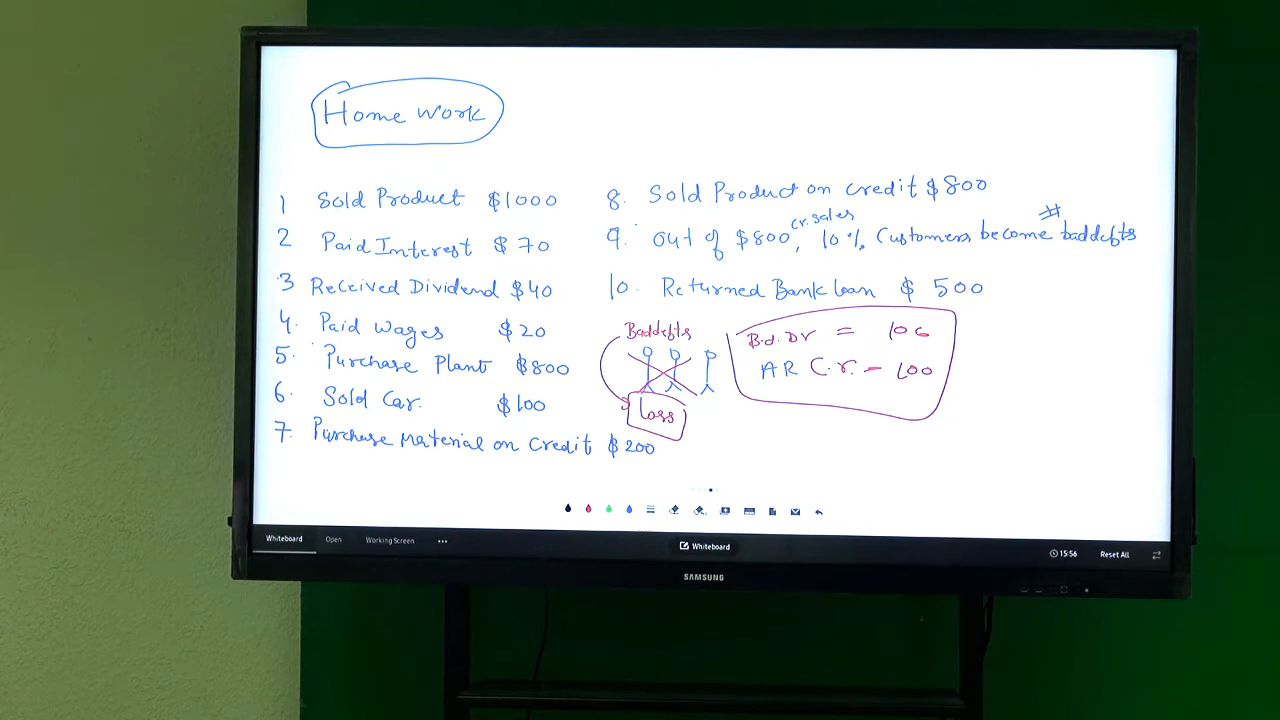 Home work
1 Sold Product $1000
2 Paid Interest $70
3 Received Dividend $40
4. Paid Wages $20
5. Purchase Plant $800
6. Sold Car. $100
7. Purchase Material on Credit $200
8. Sold Product on credit $800
cr. sales #
9. Out of $800, 10%. Customers become baddebts
10. Returned Bank loan $500
Baddebts
loss
B.d. Dr = 100
AR C.r. - 100
Whiteboard Open Working Screen ... Whiteboard 15:56 Reset All
SAMSUNG